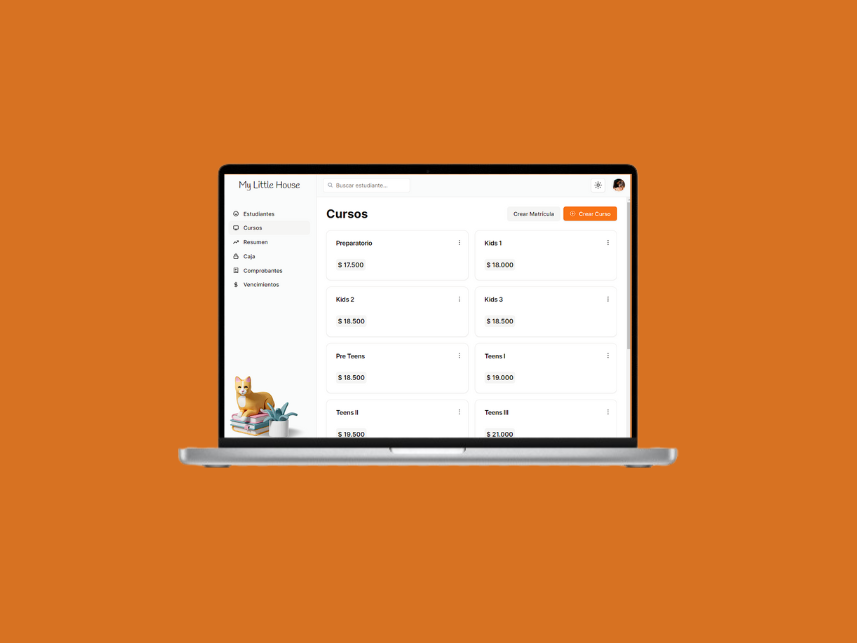 My Little House
Buscar estudiante...
Estudiantes
Cursos
Resumen
Caja
Comprobantes
Vencimientos
Cursos
Crear Matrícula
Crear Curso
Preparatorio
$ 17.500
Kids 1
$ 18.000
Kids 2
$ 18.500
Kids 3
$ 18.500
Pre Teens
$ 18.500
Teens I
$ 19.000
Teens II
$ 19.500
Teens III
$ 21.000